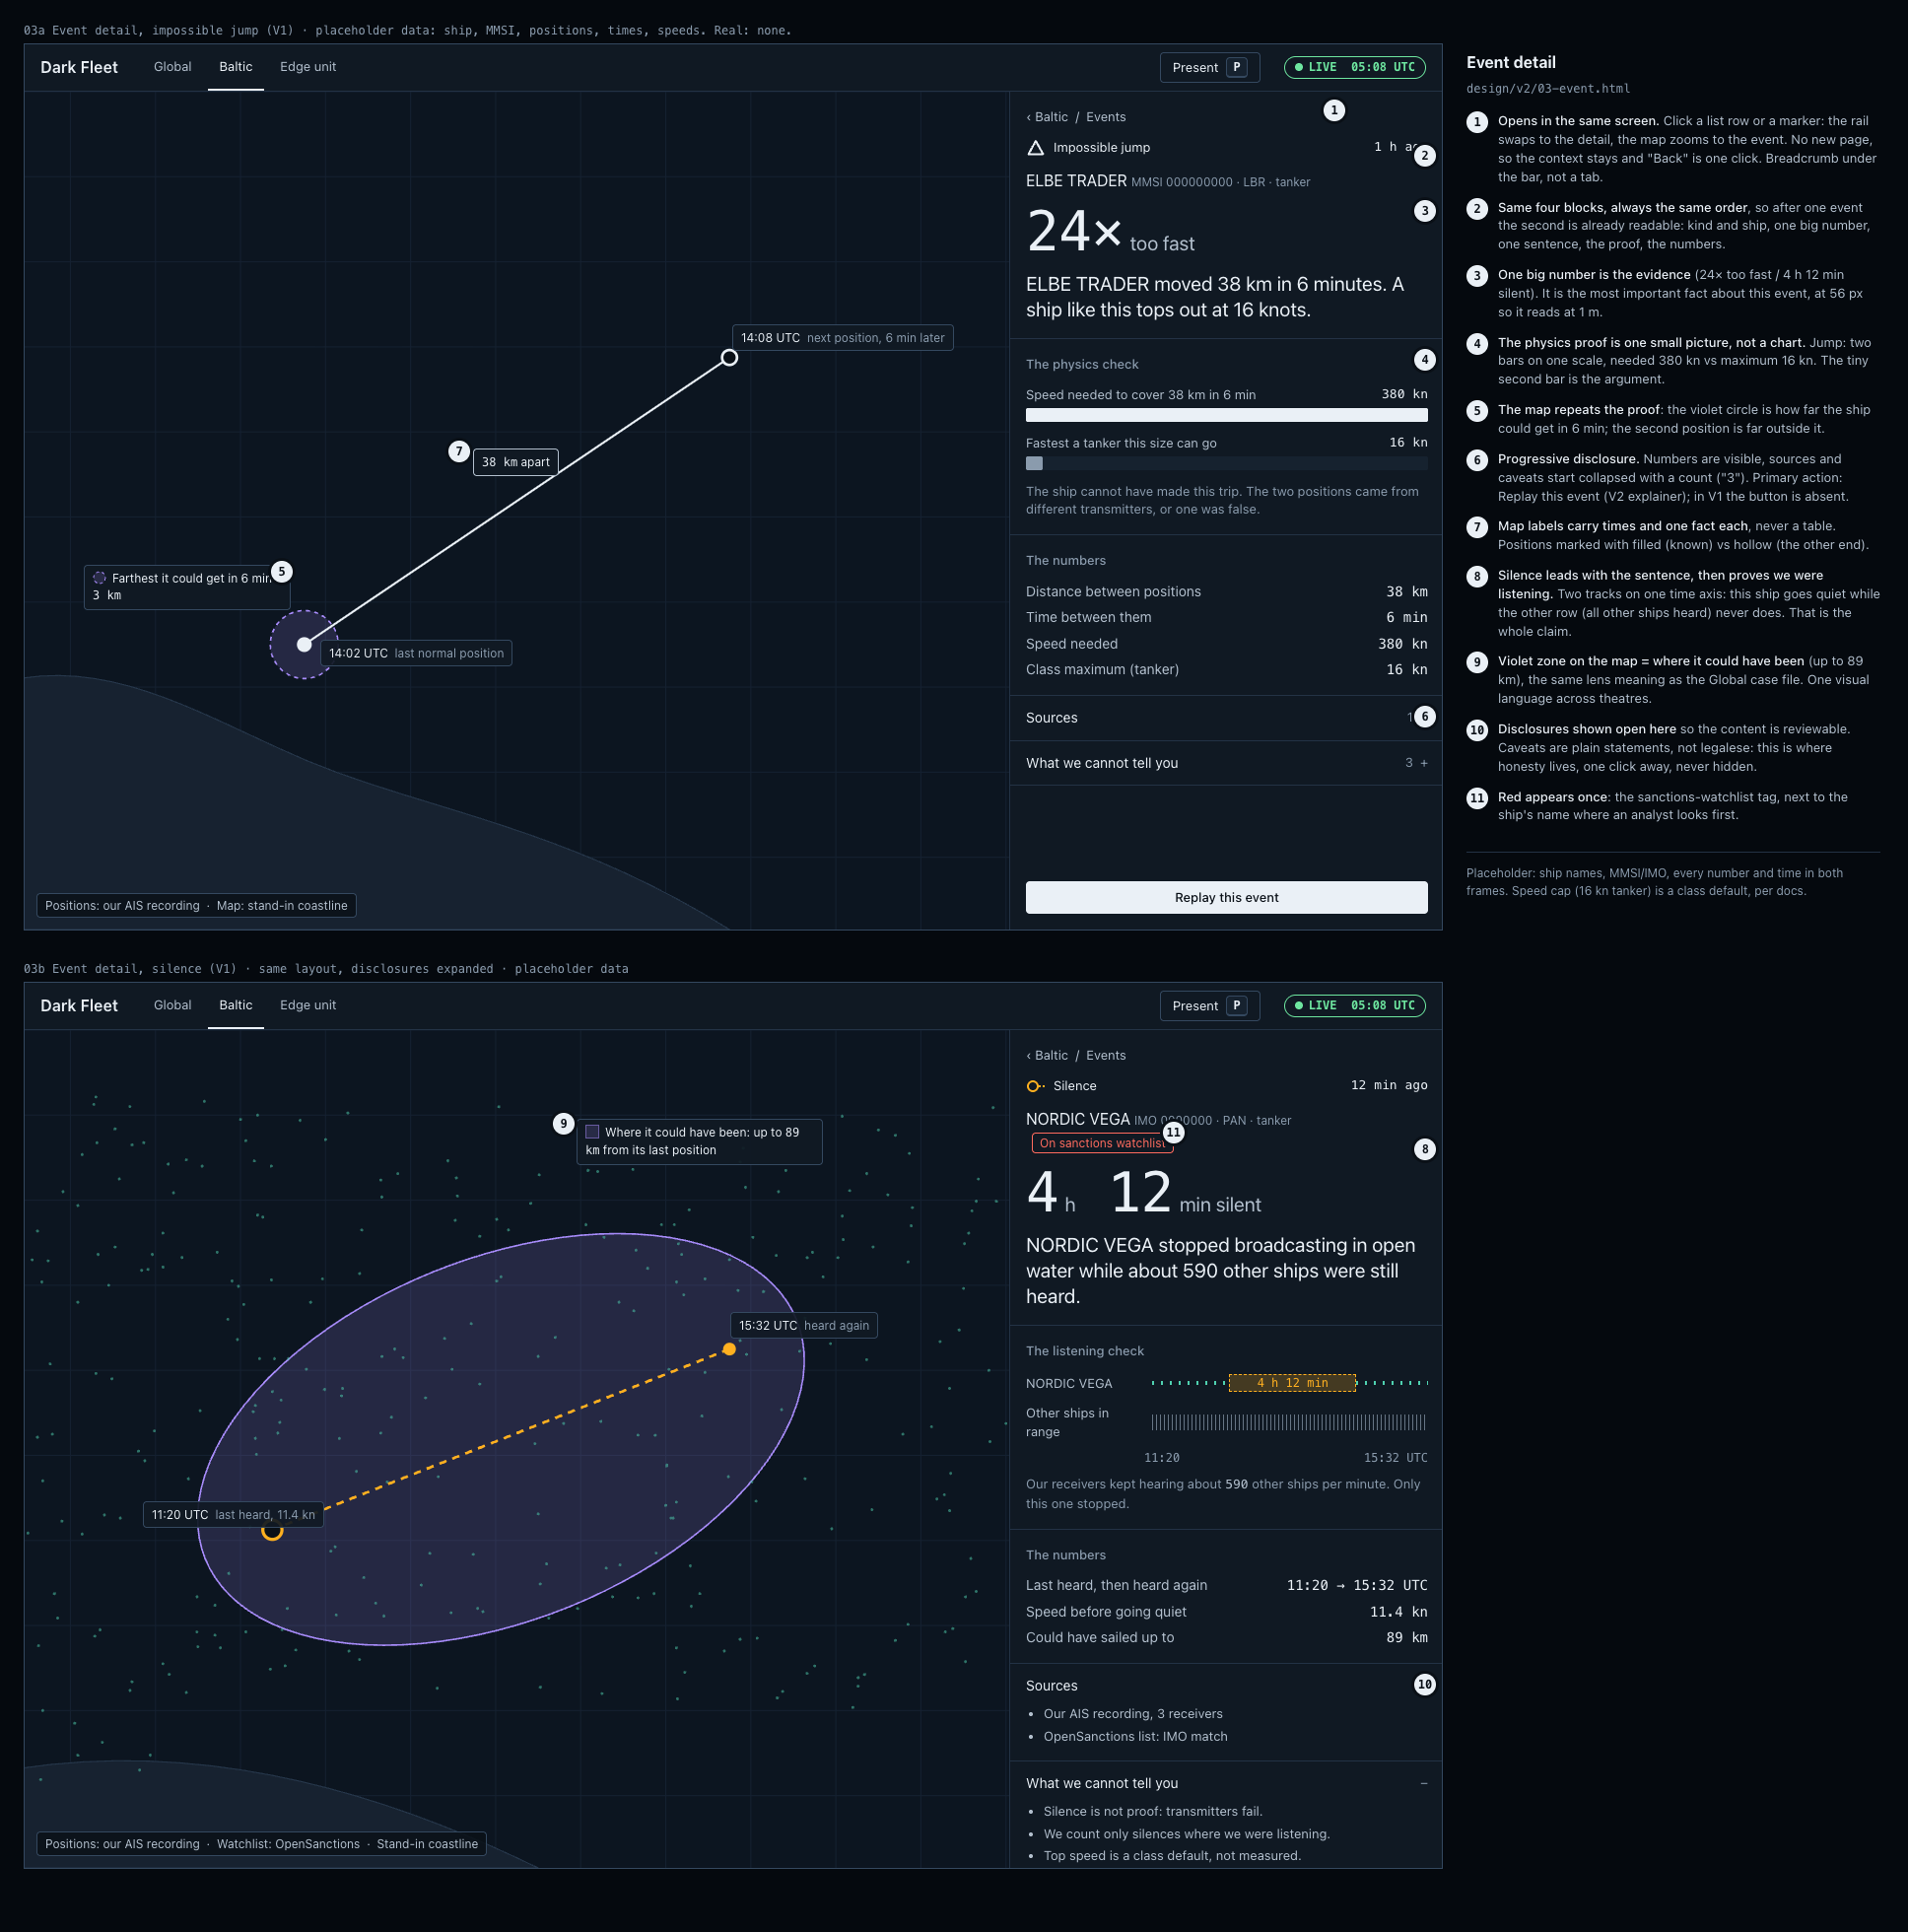 03a Event detail, impossible jump (V1) · placeholder data: ship, MMSI, positions, times, speeds. Real: none.
Dark Fleet
Global
Baltic
Edge unit
Present P
LIVE 05:08 UTC
14:08 UTC next position, 6 min later
7
38 km apart
Farthest it could get in 6 min
5
3 km
14:02 UTC last normal position
Positions: our AIS recording · Map: stand-in coastline
‹ Baltic / Events
1
Impossible jump
1 h
2
ELBE TRADER MMSI 000000000 · LBR · tanker
24× too fast
3
ELBE TRADER moved 38 km in 6 minutes. A
ship like this tops out at 16 knots.
The physics check
4
Speed needed to cover 38 km in 6 min 380 kn
Fastest a tanker this size can go 16 kn
The ship cannot have made this trip. The two positions came from
different transmitters, or one was false.
The numbers
Distance between positions 38 km
Time between them 6 min
Speed needed 380 kn
Class maximum (tanker) 16 kn
Sources 1
6
What we cannot tell you 3 +
Replay this event
Event detail
design/v2/03-event.html
1 Opens in the same screen. Click a list row or a marker: the rail
swaps to the detail, the map zooms to the event. No new page,
so the context stays and "Back" is one click. Breadcrumb under
the bar, not a tab.
2 Same four blocks, always the same order, so after one event
the second is already readable: kind and ship, one big number,
one sentence, the proof, the numbers.
3 One big number is the evidence (24× too fast / 4 h 12 min
silent). It is the most important fact about this event, at 56 px
so it reads at 1 m.
4 The physics proof is one small picture, not a chart. Jump: two
bars on one scale, needed 380 kn vs maximum 16 kn. The tiny
second bar is the argument.
5 The map repeats the proof: the violet circle is how far the ship
could get in 6 min; the second position is far outside it.
6 Progressive disclosure. Numbers are visible, sources and
caveats start collapsed with a count ("3"). Primary action:
Replay this event (V2 explainer); in V1 the button is absent.
7 Map labels carry times and one fact each, never a table.
Positions marked with filled (known) vs hollow (the other end).
8 Silence leads with the sentence, then proves we were
listening. Two tracks on one time axis: this ship goes quiet while
the other row (all other ships heard) never does. That is the
whole claim.
9 Violet zone on the map = where it could have been (up to 89
km), the same lens meaning as the Global case file. One visual
language across theatres.
10 Disclosures shown open here so the content is reviewable.
Caveats are plain statements, not legalese: this is where
honesty lives, one click away, never hidden.
11 Red appears once: the sanctions-watchlist tag, next to the
ship's name where an analyst looks first.
Placeholder: ship names, MMSI/IMO, every number and time in both
frames. Speed cap (16 kn tanker) is a class default, per docs.
03b Event detail, silence (V1) · same layout, disclosures expanded · placeholder data
Dark Fleet
Global
Baltic
Edge unit
Present P
LIVE 05:08 UTC
9
Where it could have been: up to 89
km from its last position
15:32 UTC heard again
11:20 UTC last heard, 11.4 kn
Positions: our AIS recording · Watchlist: OpenSanctions · Stand-in coastline
‹ Baltic / Events
Silence 12 min ago
NORDIC VEGA IMO 0000000 · PAN · tanker
On sanctions watchlist
11
8
4 h 12 min silent
NORDIC VEGA stopped broadcasting in open
water while about 590 other ships were still
heard.
The listening check
NORDIC VEGA 4 h 12 min
Other ships in
range
11:20 15:32 UTC
Our receivers kept hearing about 590 other ships per minute. Only
this one stopped.
The numbers
Last heard, then heard again 11:20 → 15:32 UTC
Speed before going quiet 11.4 kn
Could have sailed up to 89 km
Sources
10
• Our AIS recording, 3 receivers
• OpenSanctions list: IMO match
What we cannot tell you −
• Silence is not proof: transmitters fail.
• We count only silences where we were listening.
• Top speed is a class default, not measured.